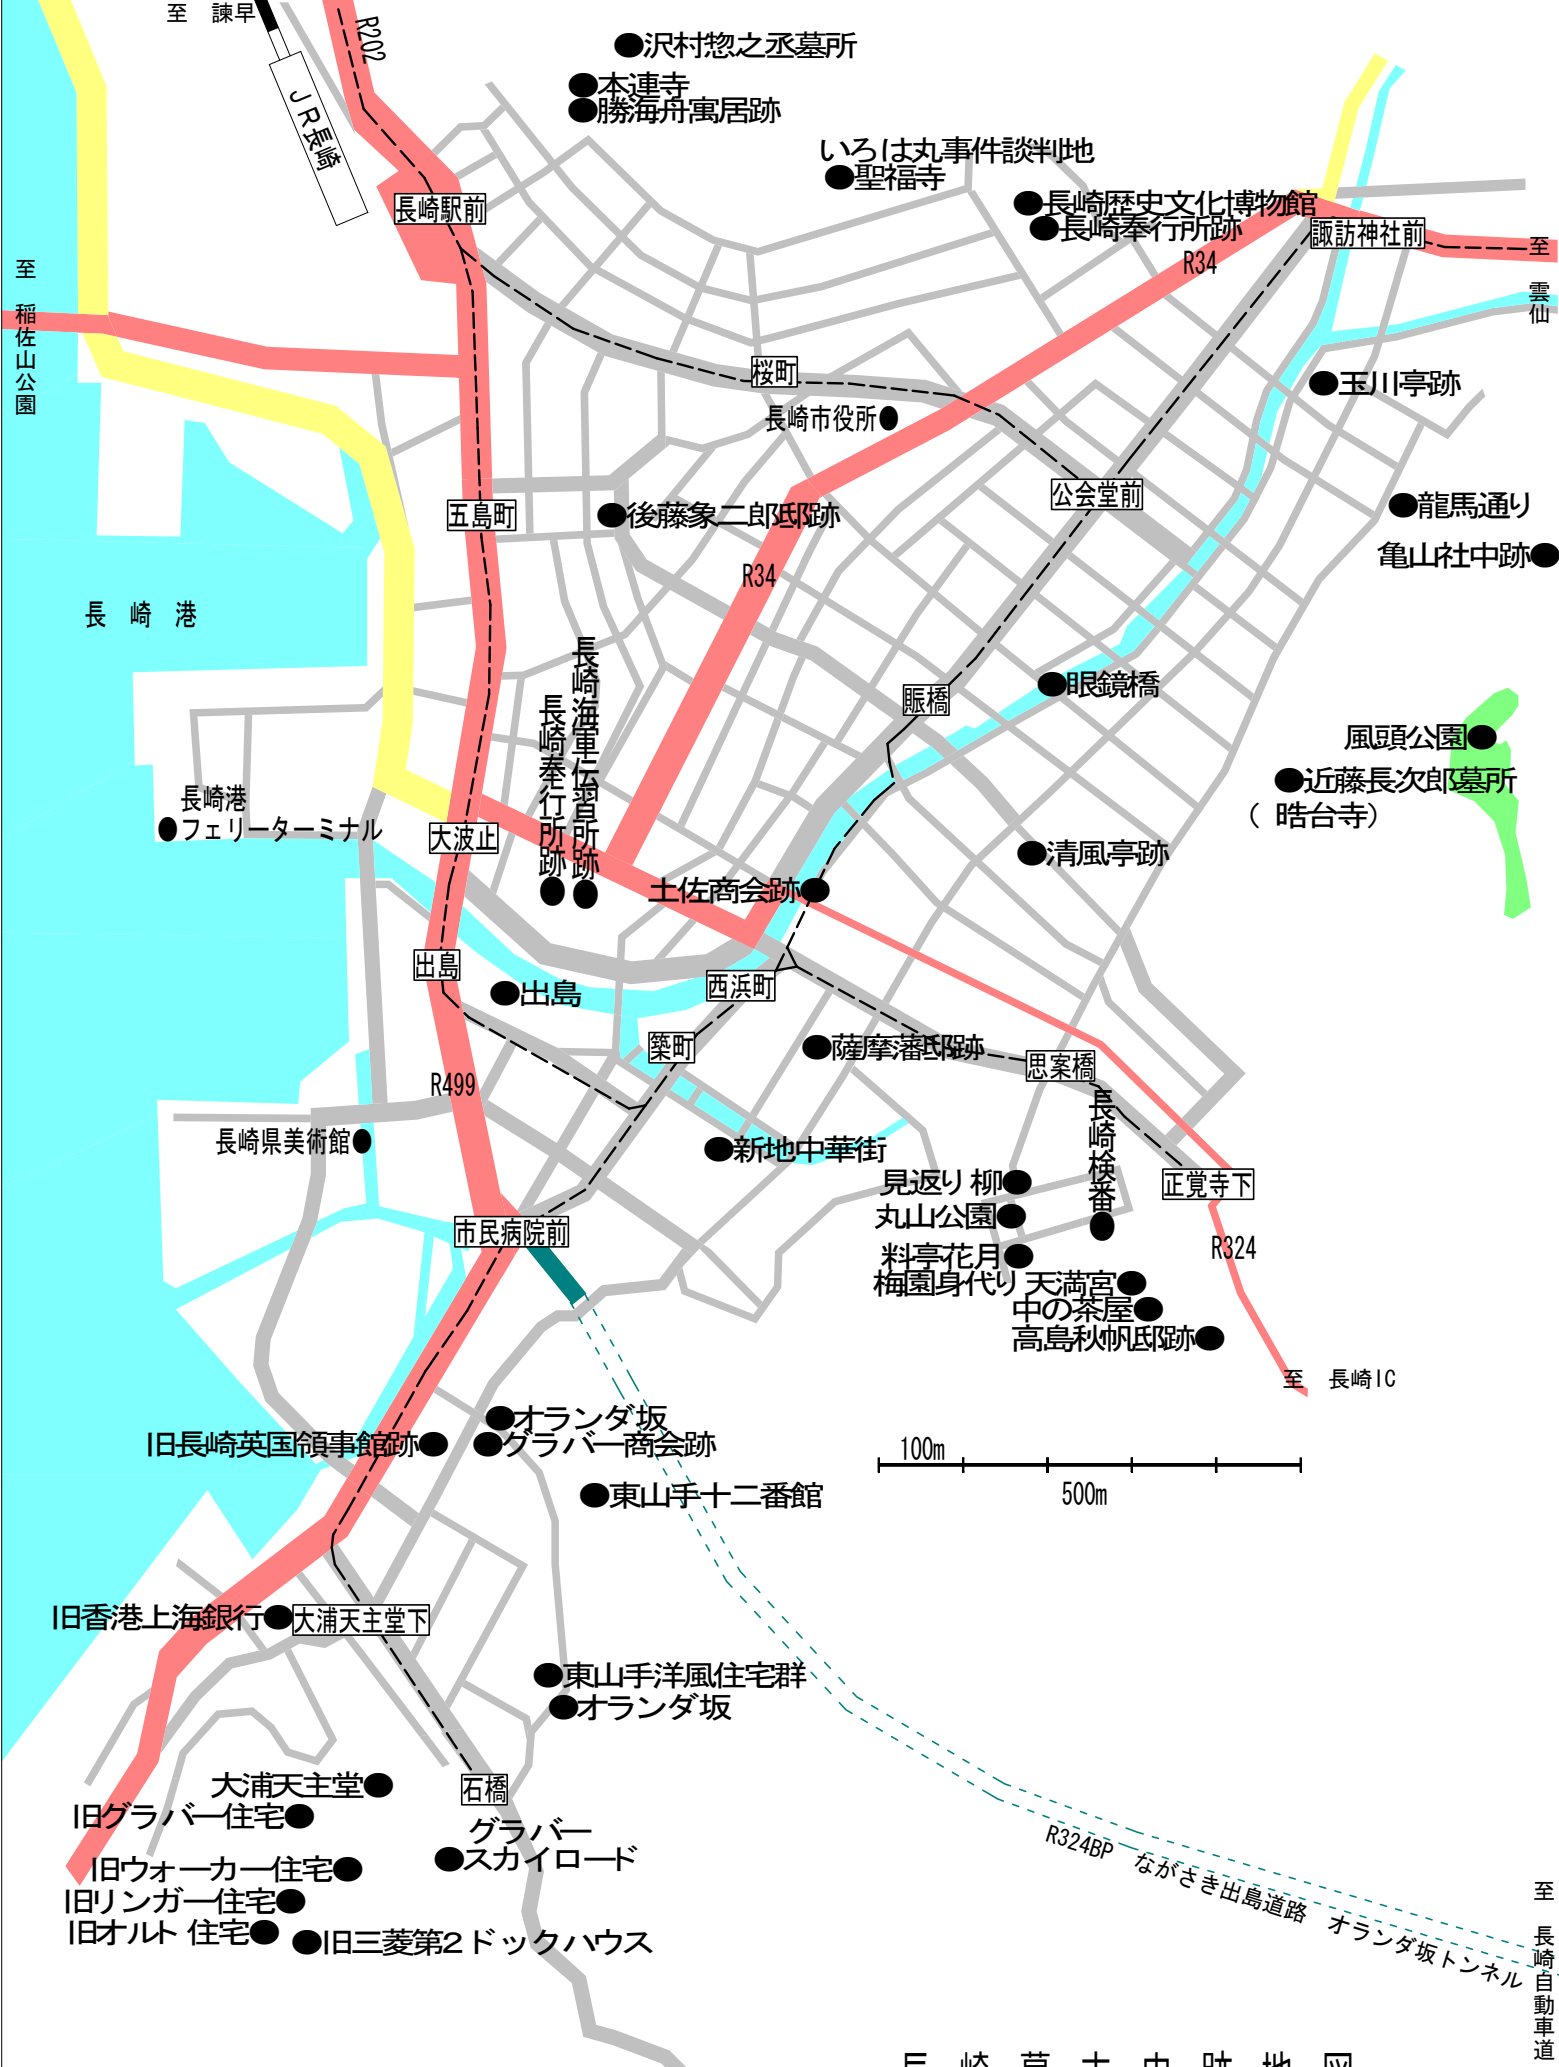 至 諫早
R202
JR長崎
沢村惣之丞墓所
本連寺
勝海舟寓居跡
いろは丸事件談判地
聖福寺
長崎駅前
長崎歴史文化博物館
長崎奉行所跡
諏訪神社前
R34
至 雲仙
至 稲佐山公園
桜町
長崎市役所
玉川亭跡
公会堂前
五島町
後藤象二郎邸跡
龍馬通り
亀山社中跡
R34
長崎港
長崎海軍伝習所跡
長崎奉行所跡
賑橋
眼鏡橋
風頭公園
近藤長次郎墓所
(晧台寺)
長崎港
フェリーターミナル
大波止
清風亭跡
土佐商会跡
出島
出島
西浜町
築町
薩摩藩邸跡
思案橋
R499
長崎検番
長崎県美術館
新地中華街
見返り柳
正覚寺下
丸山公園
市民病院前
料亭花月
R324
梅園身代り天満宮
中の茶屋
高島秋帆邸跡
至 長崎IC
オランダ坂
旧長崎英国領事館跡
グラバー商会跡
100m
500m
東山手十二番館
旧香港上海銀行
大浦天主堂下
東山手洋風住宅群
オランダ坂
大浦天主堂
石橋
旧グラバー住宅
グラバー
スカイロード
旧ウォーカー住宅
旧リンガー住宅
旧オルト住宅
旧三菱第2ドックハウス
R324BP ながさき出島道路 オランダ坂トンネル
至 長崎自動車道
長崎幕末史跡地図